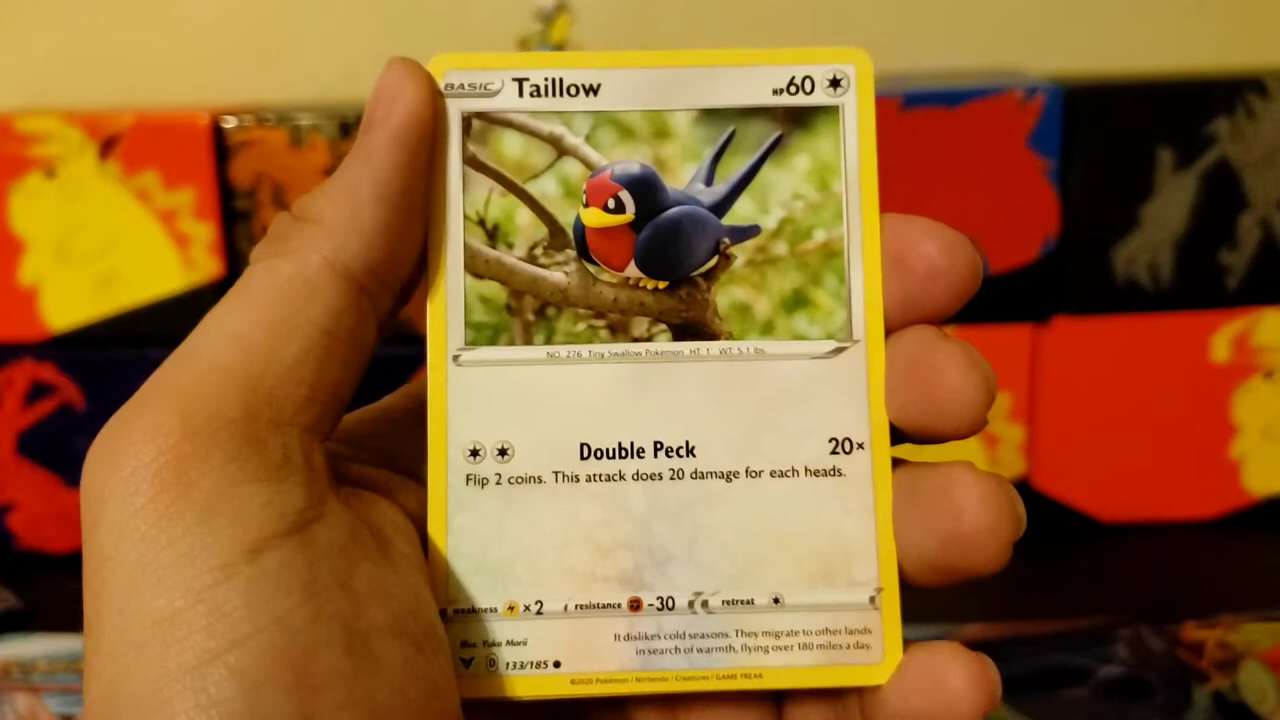 BASIC Taillow HP 60
NO. 276 Tiny Swallow Pokémon HT. 1' WT. 5.1 lbs.
Double Peck 20×
Flip 2 coins. This attack does 20 damage for each heads.
weakness ×2 resistance -30 retreat
Illus. Yuka Morii
It dislikes cold seasons. They migrate to other lands
in search of warmth, flying over 180 miles a day.
D 133/185
©2020 Pokémon / Nintendo / Creatures / GAME FREAK